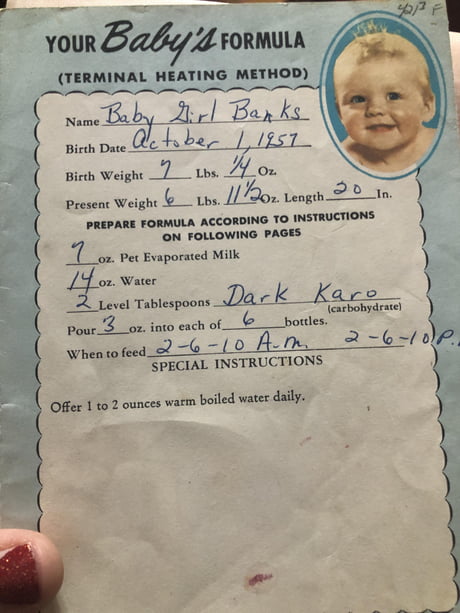 YOUR Baby's FORMULA
(TERMINAL HEATING METHOD)
Name Baby Girl Banks
Birth Date October 1, 1957
Birth Weight 7 Lbs. 1/4 Oz.
Present Weight 6 Lbs. 11 1/2 Oz. Length 20 In.
PREPARE FORMULA ACCORDING TO INSTRUCTIONS
ON FOLLOWING PAGES
7 oz. Pet Evaporated Milk
14 oz. Water
2 Level Tablespoons Dark Karo
(carbohydrate)
Pour 3 oz. into each of 6 bottles.
When to feed 2-6-10 A.m. 2-6-10 P.
SPECIAL INSTRUCTIONS
Offer 1 to 2 ounces warm boiled water daily.